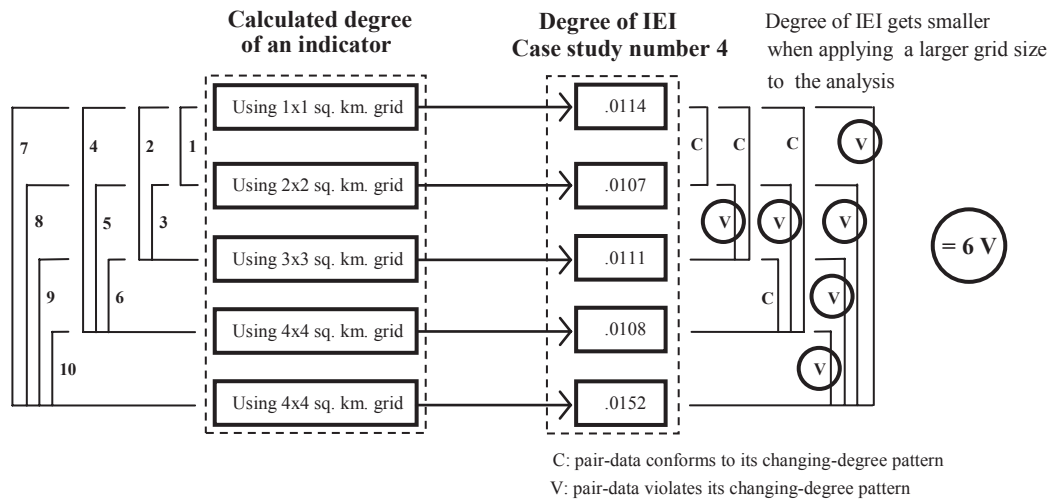 Calculated degree
of an indicator
Degree of IEI
Case study number 4
Degree of IEI gets smaller
when applying a larger grid size
to the analysis
Using 1x1 sq. km. grid
.0114
7
4
2
1
C
C
C
V
Using 2x2 sq. km. grid
.0107
8
5
3
V
V
V
= 6 V
Using 3x3 sq. km. grid
.0111
9
6
C
V
Using 4x4 sq. km. grid
.0108
10
V
Using 4x4 sq. km. grid
.0152
C: pair-data conforms to its changing-degree pattern
V: pair-data violates its changing-degree pattern